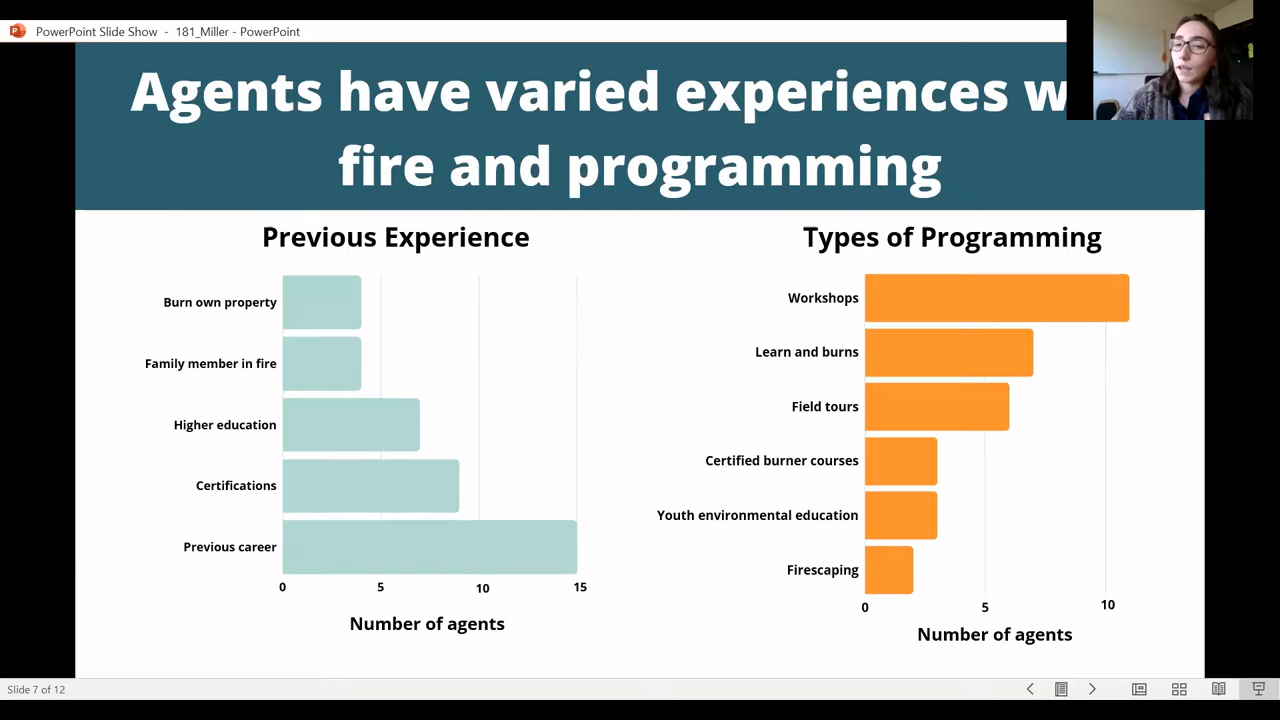 PowerPoint Slide Show - 181_Miller - PowerPoint
Agents have varied experiences w
fire and programming
Previous Experience
Burn own property
Family member in fire
Higher education
Certifications
Previous career
0 5 10 15
Number of agents
Types of Programming
Workshops
Learn and burns
Field tours
Certified burner courses
Youth environmental education
Firescaping
0 5 10
Number of agents
Slide 7 of 12